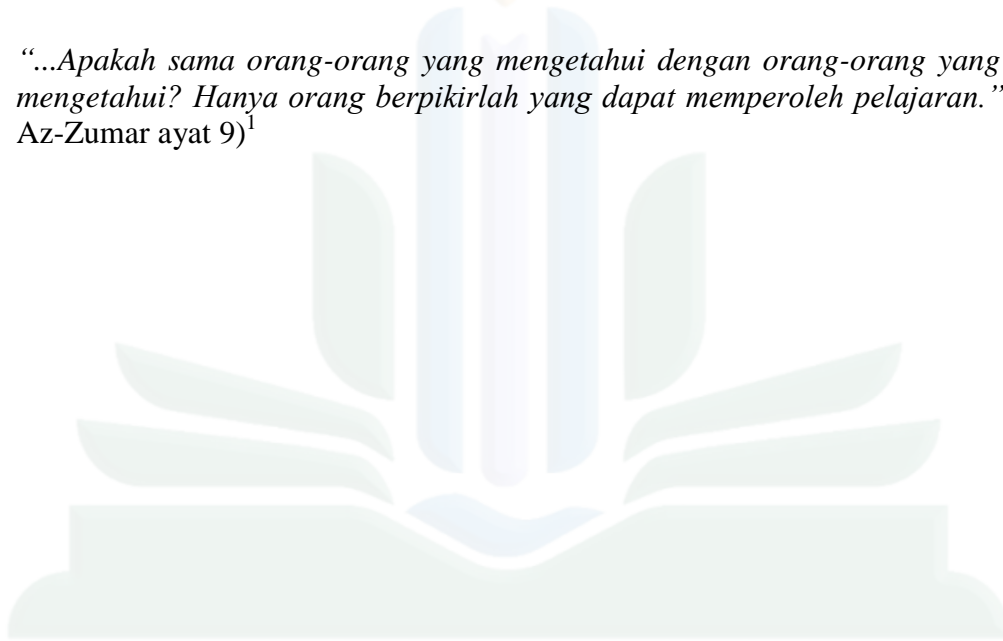 “...Apakah sama orang-orang yang mengetahui dengan orang-orang yang
mengetahui? Hanya orang berpikirlah yang dapat memperoleh pelajaran.”
Az-Zumar ayat 9)1